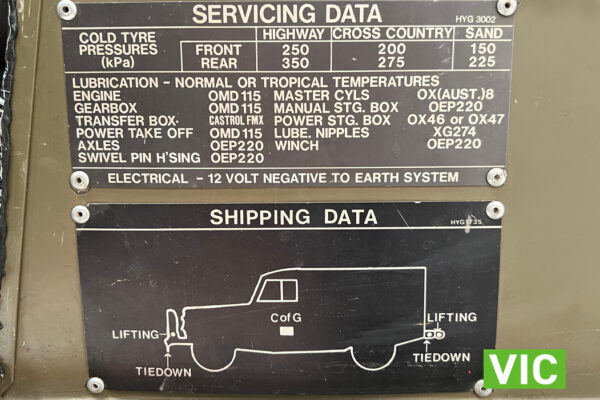 SERVICING DATA HYG 3002
COLD TYRE HIGHWAY CROSS COUNTRY SAND
PRESSURES FRONT 250 200 150
(kPa) REAR 350 275 225
LUBRICATION - NORMAL OR TROPICAL TEMPERATURES
ENGINE OMD 115 MASTER CYLS OX(AUST.)8
GEARBOX OMD 115 MANUAL STG. BOX OEP220
TRANSFER BOX· CASTROL FMX POWER STG. BOX OX46 or OX47
POWER TAKE OFF OMD 115 LUBE. NIPPLES XG274
AXLES OEP220 WINCH OEP220
SWIVEL PIN H'SING OEP220
ELECTRICAL - 12 VOLT NEGATIVE TO EARTH SYSTEM
SHIPPING DATA
C of G
LIFTING LIFTING
TIEDOWN TIEDOWN
VIC